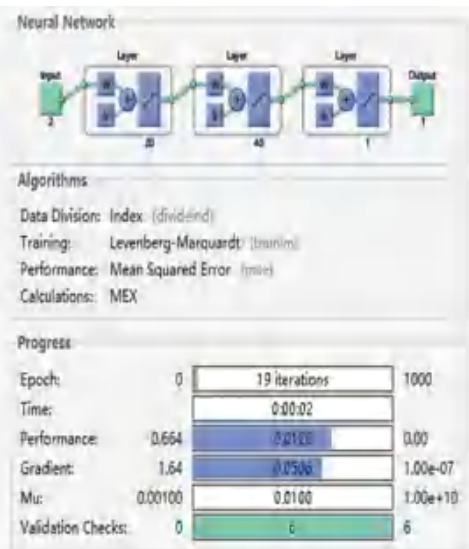 Neural Network
Layer Layer Layer
Input Output
W W W
+ + +
b b b
2 1
20 40 1
Algorithms
Data Division: Index (divideind)
Training: Levenberg-Marquardt (trainlm)
Performance: Mean Squared Error (mse)
Calculations: MEX
Progress
Epoch: 0 19 iterations 1000
Time: 0:00:02
Performance: 0.664 0.00
Gradient: 1.64 0.0506 1.00e-07
Mu: 0.00100 0.0100 1.00e+10
Validation Checks: 0 6 6